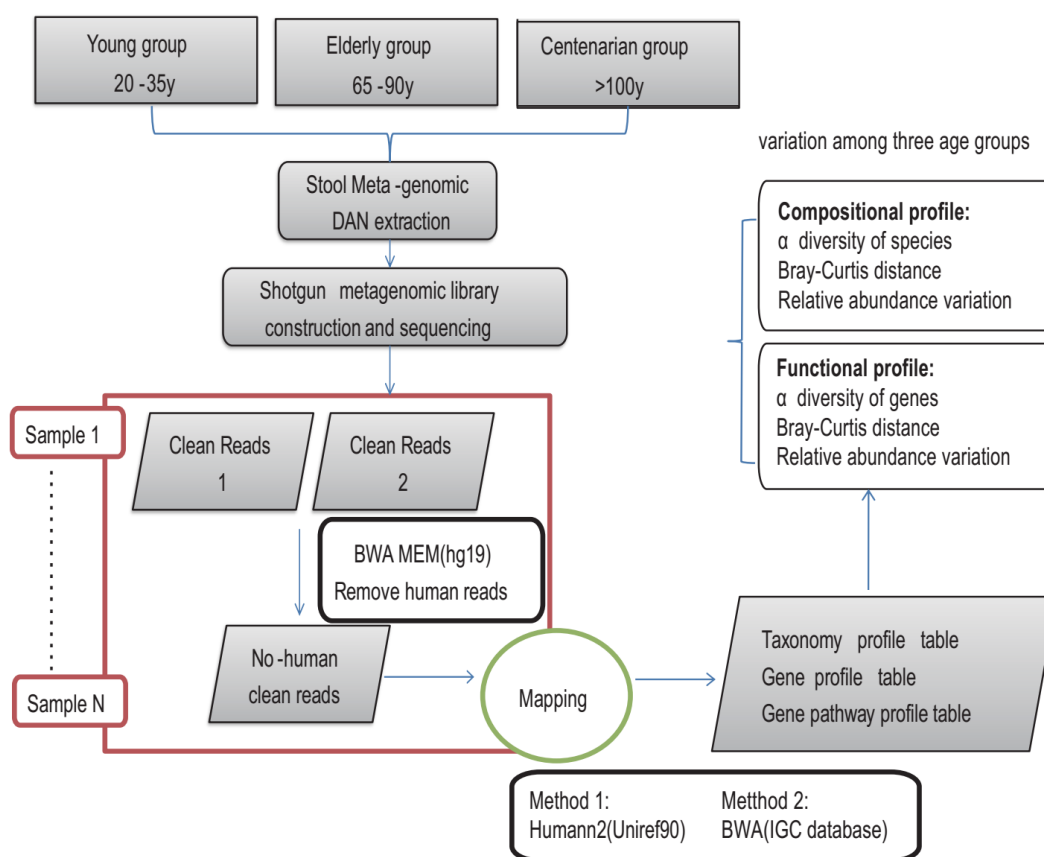 Young group
20 -35y
Elderly group
65 -90y
Centenarian group
>100y
Stool Meta -genomic
DAN extraction
Shotgun metagenomic library
construction and sequencing
Sample 1
Clean Reads
1
Clean Reads
2
BWA MEM(hg19)
Remove human reads
No -human
clean reads
Sample N
Mapping
Method 1:
Humann2(Uniref90)
Metthod 2:
BWA(IGC database)
Taxonomy profile table
Gene profile table
Gene pathway profile table
variation among three age groups
Compositional profile:
α diversity of species
Bray-Curtis distance
Relative abundance variation
Functional profile:
α diversity of genes
Bray-Curtis distance
Relative abundance variation